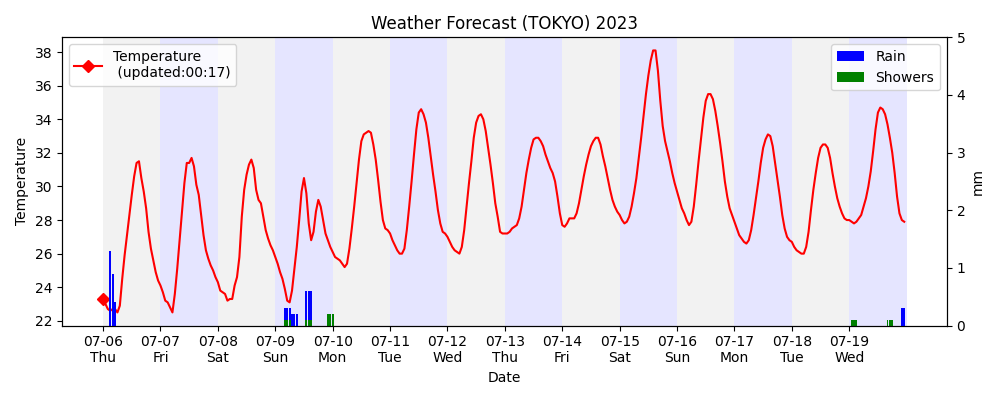 Weather Forecast (TOKYO) 2023
Temperature
(updated:00:17)
Rain
Showers
38
36
34
32
30
28
26
24
22
Temperature
5
4
3
2
1
0
mm
07-06 07-07 07-08 07-09 07-10 07-11 07-12 07-13 07-14 07-15 07-16 07-17 07-18 07-19
Thu Fri Sat Sun Mon Tue Wed Thu Fri Sat Sun Mon Tue Wed
Date